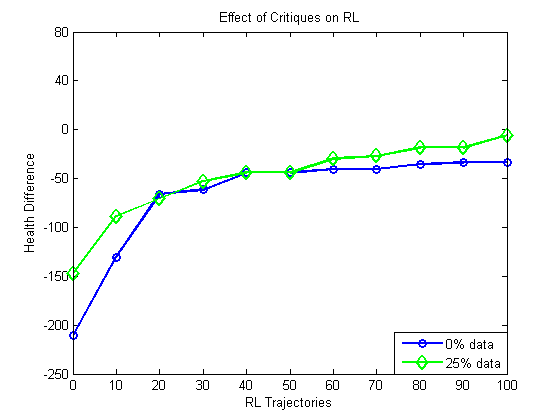 Effect of Critiques on RL
80
40
0
-50
-100
-150
-200
-250
Health Difference
0 10 20 30 40 50 60 70 80 90 100
RL Trajectories
0% data
25% data